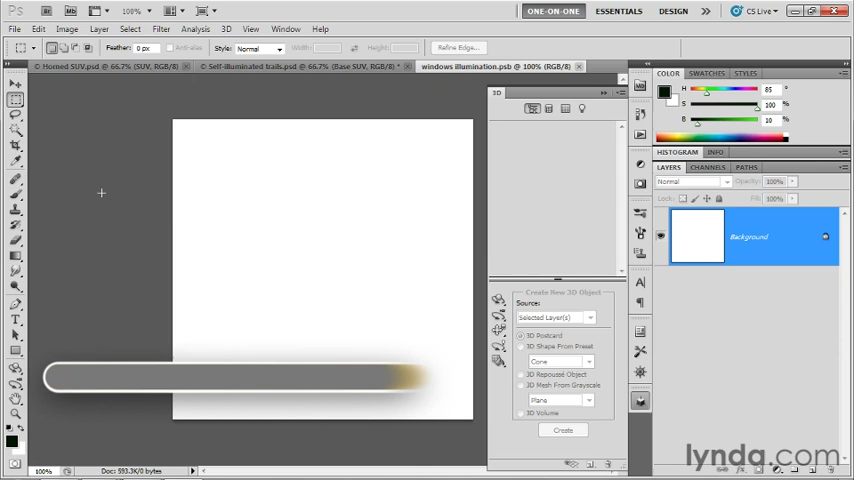 Ps Br Mb 100% ONE-ON-ONE ESSENTIALS DESIGN CS Live
File Edit Image Layer Select Filter Analysis 3D View Window Help
Feather: 0 px Anti-alias Style: Normal Width: Height: Refine Edge...
© Horned SUV.psd @ 66.7% (SUV, RGB/8) © Self-illuminated trails.psd @ 66.7% (Base SUV, RGB/8) * windows illumination.psb @ 100% (RGB/8)
3D
COLOR SWATCHES STYLES
H 85 °
S 100 %
B 10 %
HISTOGRAM INFO
LAYERS CHANNELS PATHS
Normal Opacity: 100%
Lock: Fill: 100%
Background
Create New 3D Object
Source:
Selected Layer(s)
3D Postcard
3D Shape From Preset
Cone
3D Repoussé Object
3D Mesh From Grayscale
Plane
3D Volume
Create
100% Doc: 593.3K/0 bytes
lynda.com